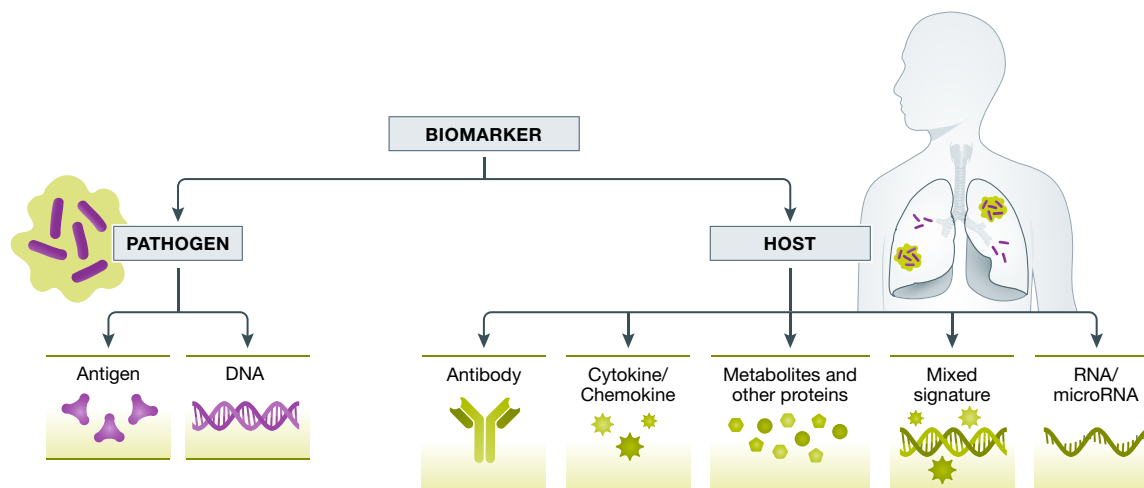 BIOMARKER
PATHOGEN
HOST
Antigen
DNA
Antibody
Cytokine/
Chemokine
Metabolites and
other proteins
Mixed
signature
RNA/
microRNA